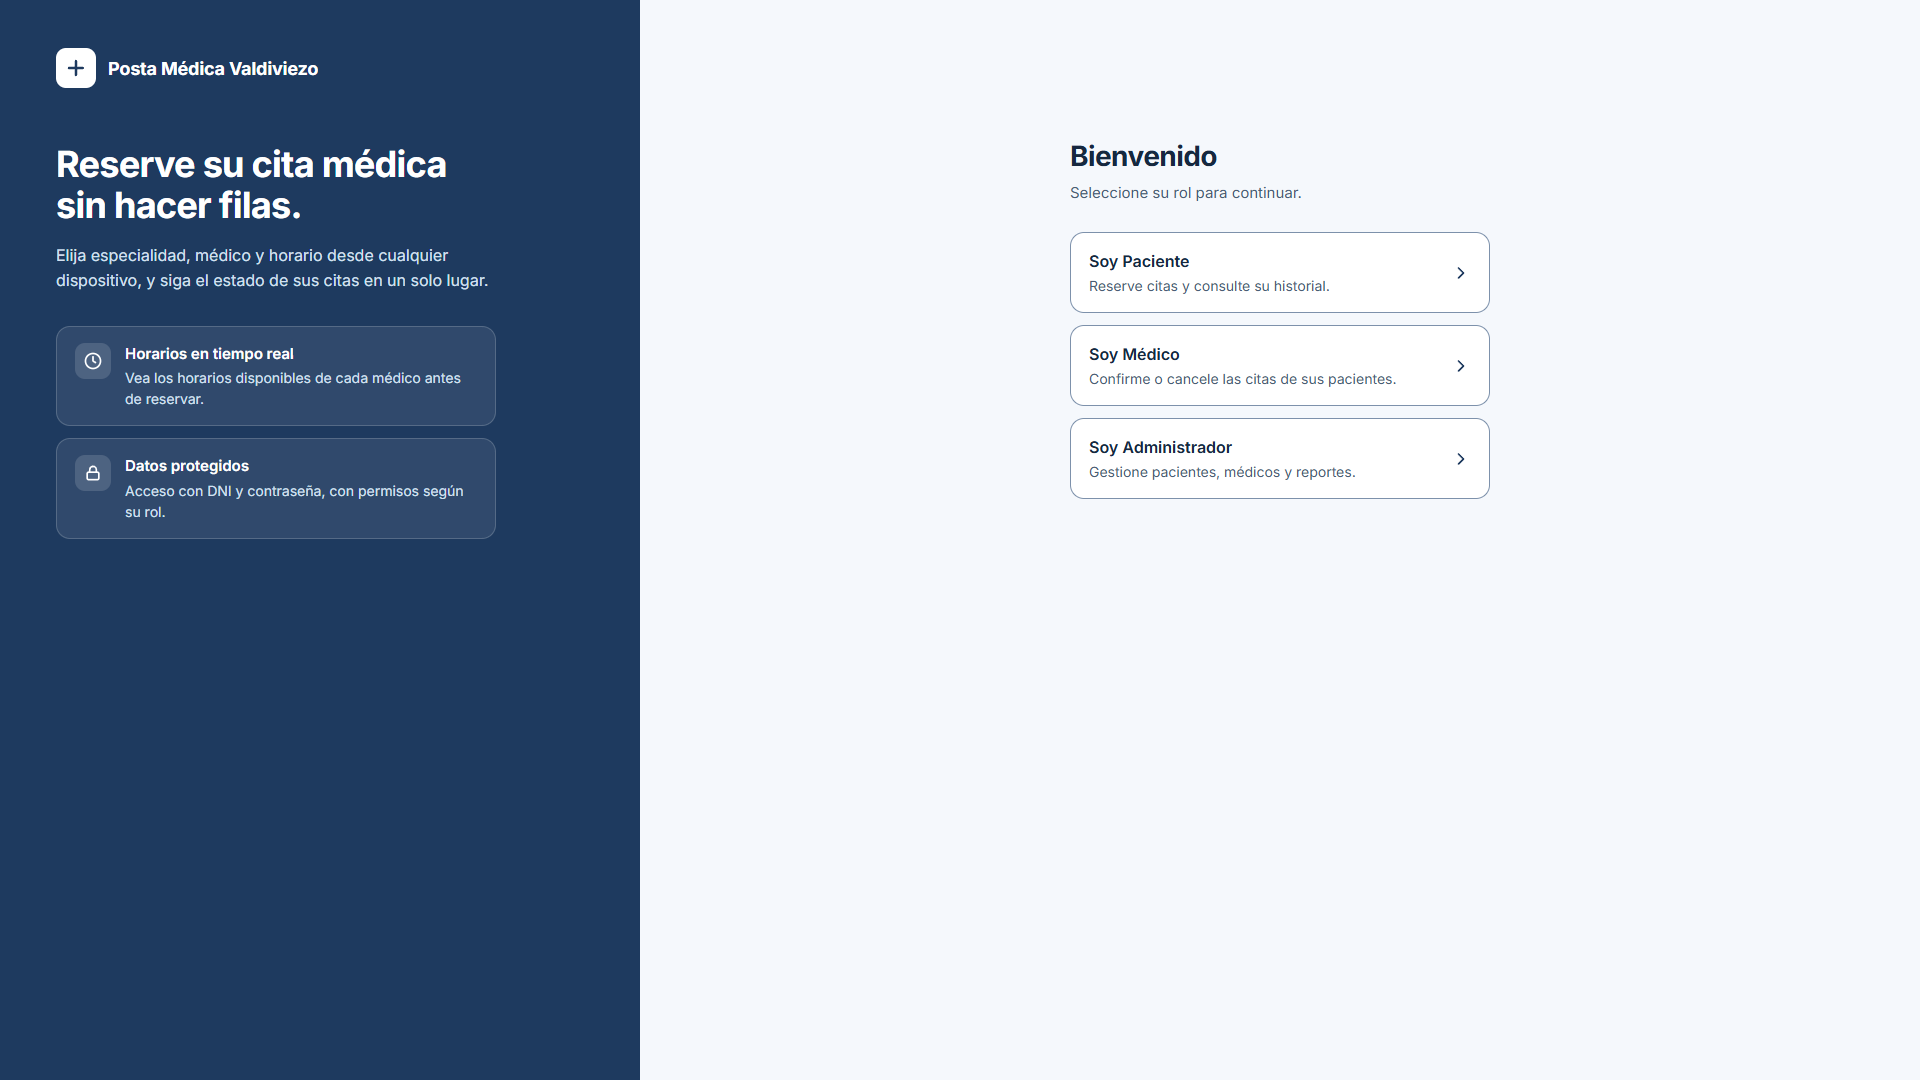 Posta Médica Valdiviezo
Reserve su cita médica
sin hacer filas.
Elija especialidad, médico y horario desde cualquier
dispositivo, y siga el estado de sus citas en un solo lugar.
Horarios en tiempo real
Vea los horarios disponibles de cada médico antes
de reservar.
Datos protegidos
Acceso con DNI y contraseña, con permisos según
su rol.
Bienvenido
Seleccione su rol para continuar.
Soy Paciente
Reserve citas y consulte su historial.
Soy Médico
Confirme o cancele las citas de sus pacientes.
Soy Administrador
Gestione pacientes, médicos y reportes.